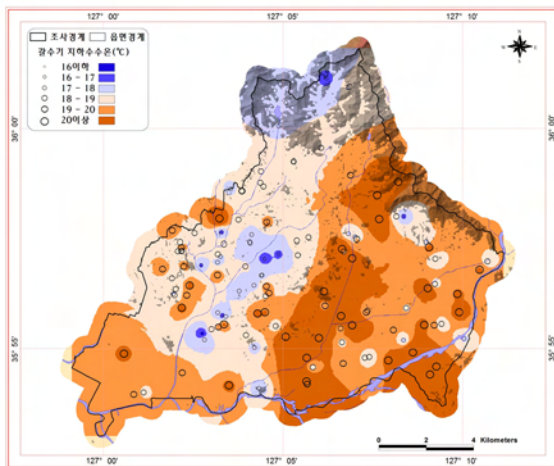 127° 00' 127° 05' 127° 10'
조사경계 읍면경계
갈수기 지하수수온(℃)
16이하
16 - 17
17 - 18
18 - 19
19 - 20
20이상
N
36° 00' 36° 00'
35° 55' 35° 55'
0 2 4 Kilometers
127° 00' 127° 05' 127° 10'